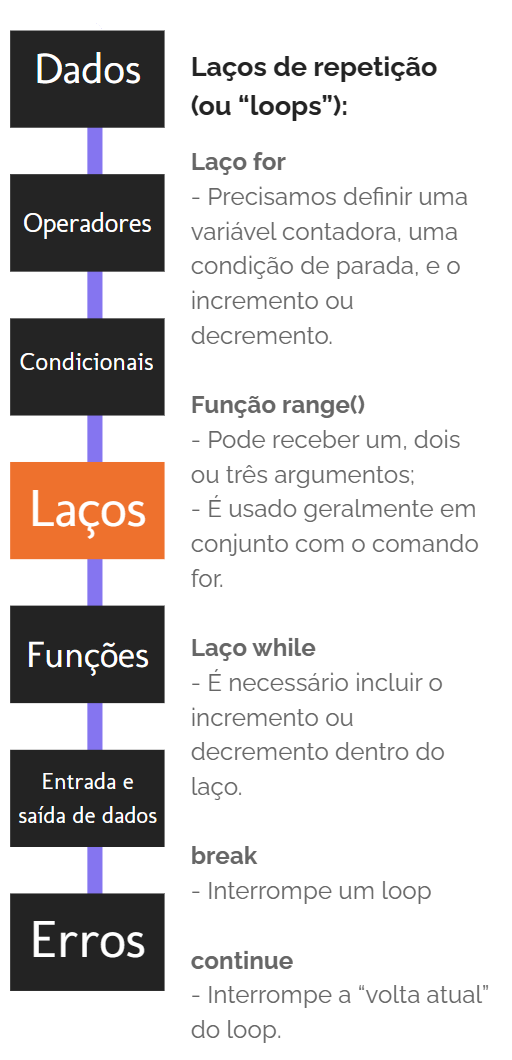 Dados
Operadores
Condicionais
Laços
Funções
Entrada e
saída de dados
Erros
Laços de repetição
(ou “loops”):
Laço for
- Precisamos definir uma
variável contadora, uma
condição de parada, e o
incremento ou
decremento.
Função range()
- Pode receber um, dois
ou três argumentos;
- É usado geralmente em
conjunto com o comando
for.
Laço while
- É necessário incluir o
incremento ou
decremento dentro do
laço.
break
- Interrompe um loop
continue
- Interrompe a “volta atual”
do loop.